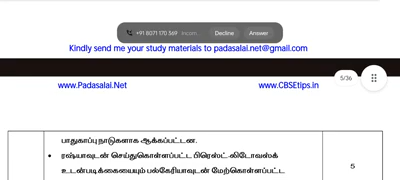 +91 8071 170 569 Incom... Decline Answer
Kindly send me your study materials to padasalai.net@gmail.com
5/36
www.Padasalai.Net www.CBSEtips.in
பாதுகாப்பு நாடுகளாக ஆக்கப்பட்டன.
• ரஷ்யாவுடன் செய்துகொள்ளப்பட்ட பிரெஸ்ட் லிடோவஸ்க்
உடன்படிக்கையையும் பல்கேரியாவுடன் மேற்கொள்ளப்பட்ட
5